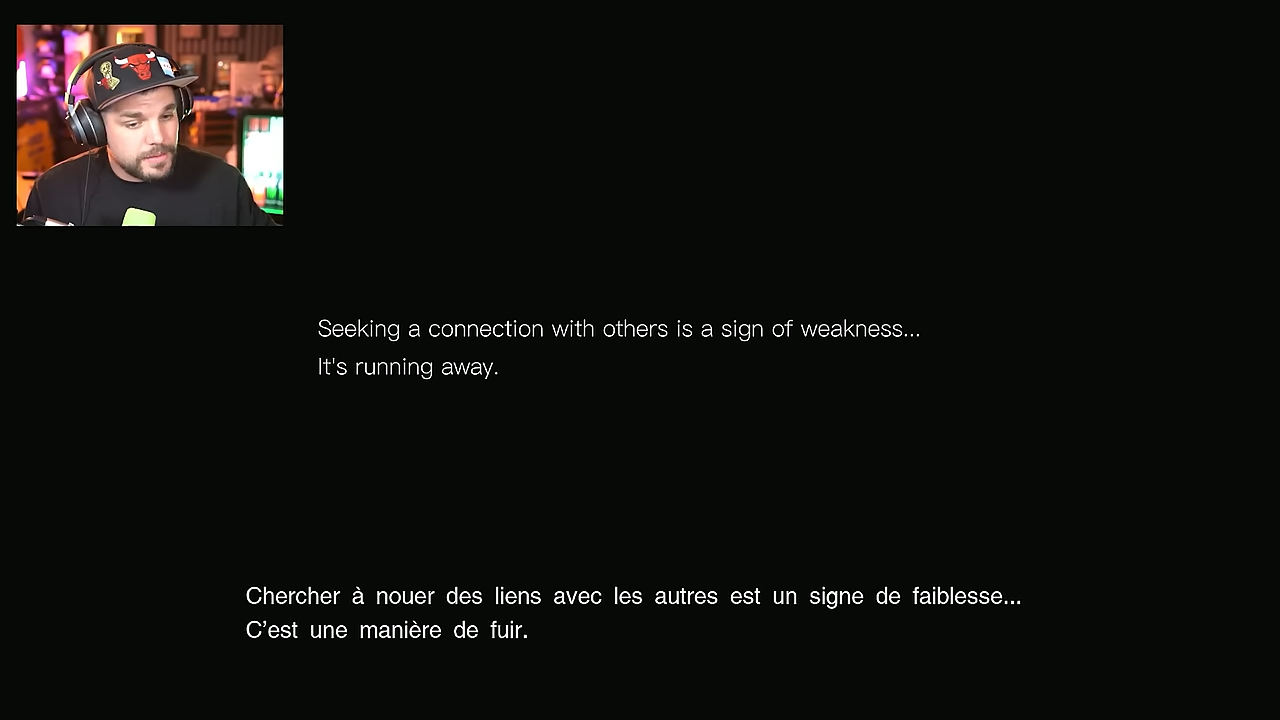 Seeking a connection with others is a sign of weakness...
It's running away.
Chercher à nouer des liens avec les autres est un signe de faiblesse...
C’est une manière de fuir.